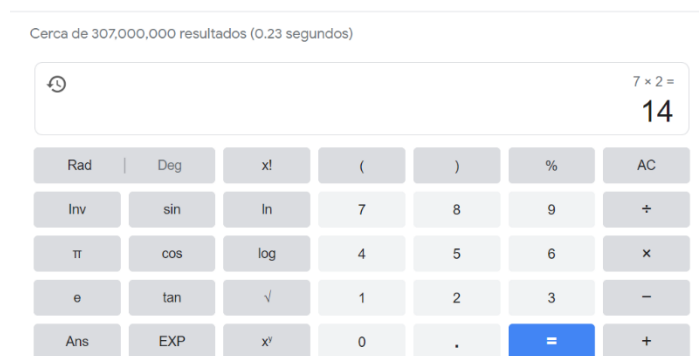 Cerca de 307,000,000 resultados (0.23 segundos)
7 × 2 =
14
Rad | Deg x! ( ) % AC
Inv sin ln 7 8 9 ÷
π cos log 4 5 6 ×
e tan √ 1 2 3 −
Ans EXP xʸ 0 . = +